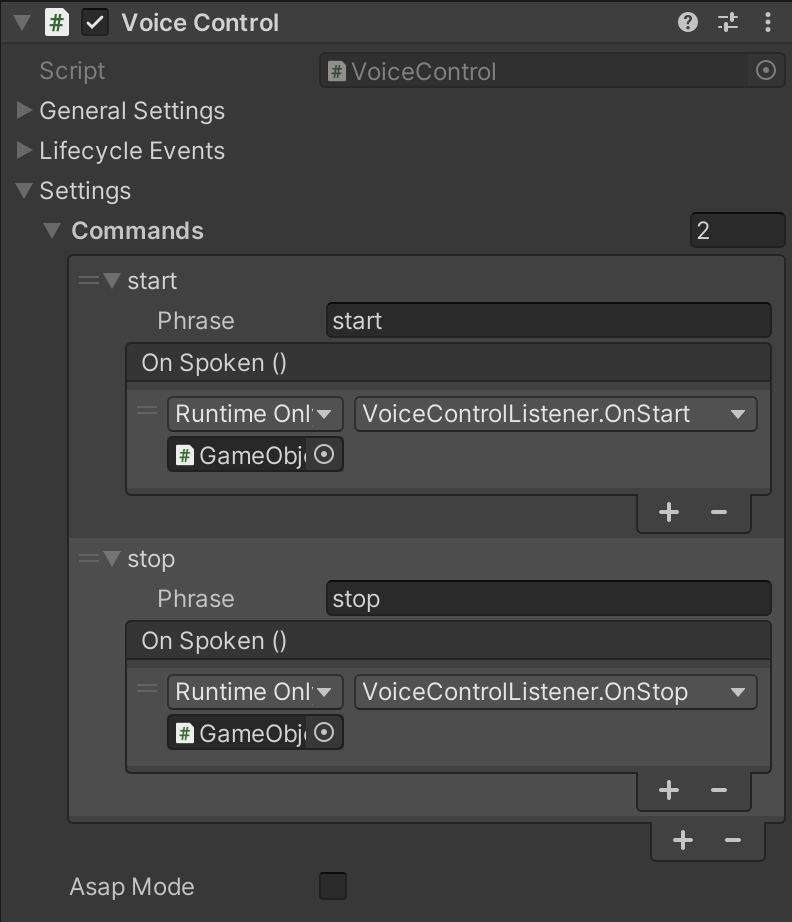 Voice Control
Script VoiceControl
General Settings
Lifecycle Events
Settings
Commands 2
start
Phrase start
On Spoken ()
Runtime Onl VoiceControlListener.OnStart
GameObj
stop
Phrase stop
On Spoken ()
Runtime Onl VoiceControlListener.OnStop
GameObj
Asap Mode